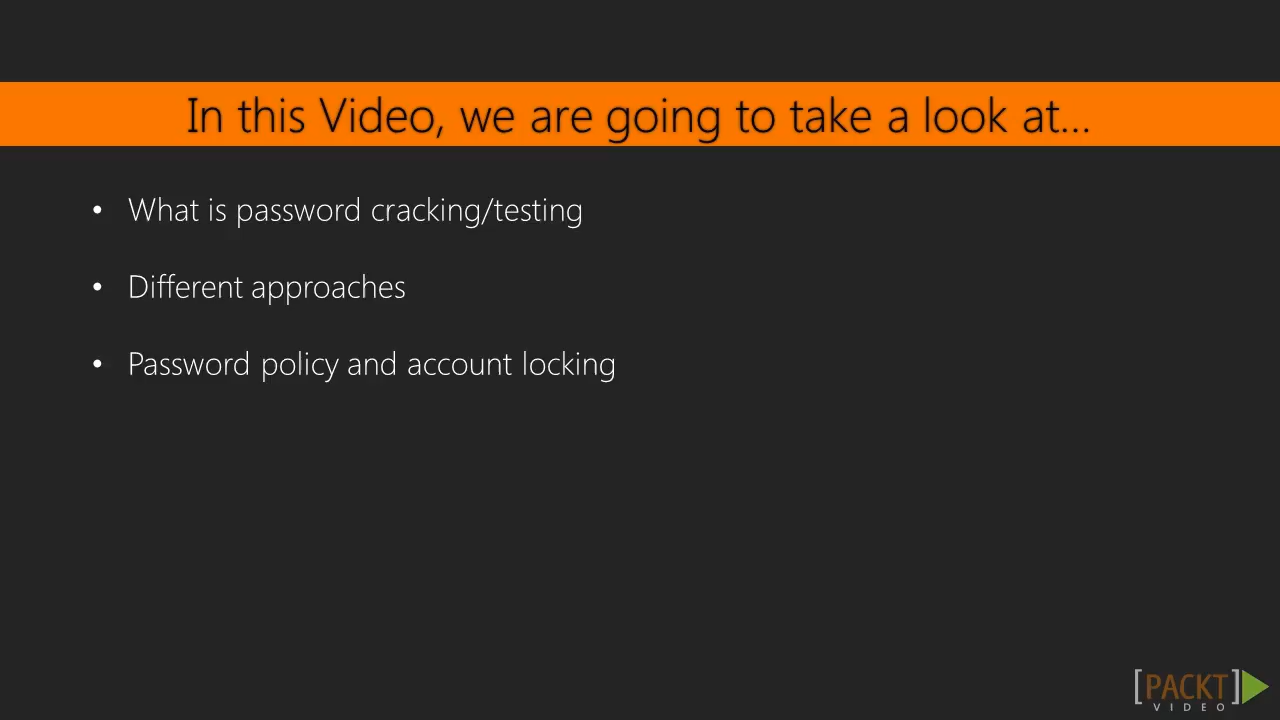 In this Video, we are going to take a look at...
• What is password cracking/testing
• Different approaches
• Password policy and account locking
[PACKT]
VIDEO